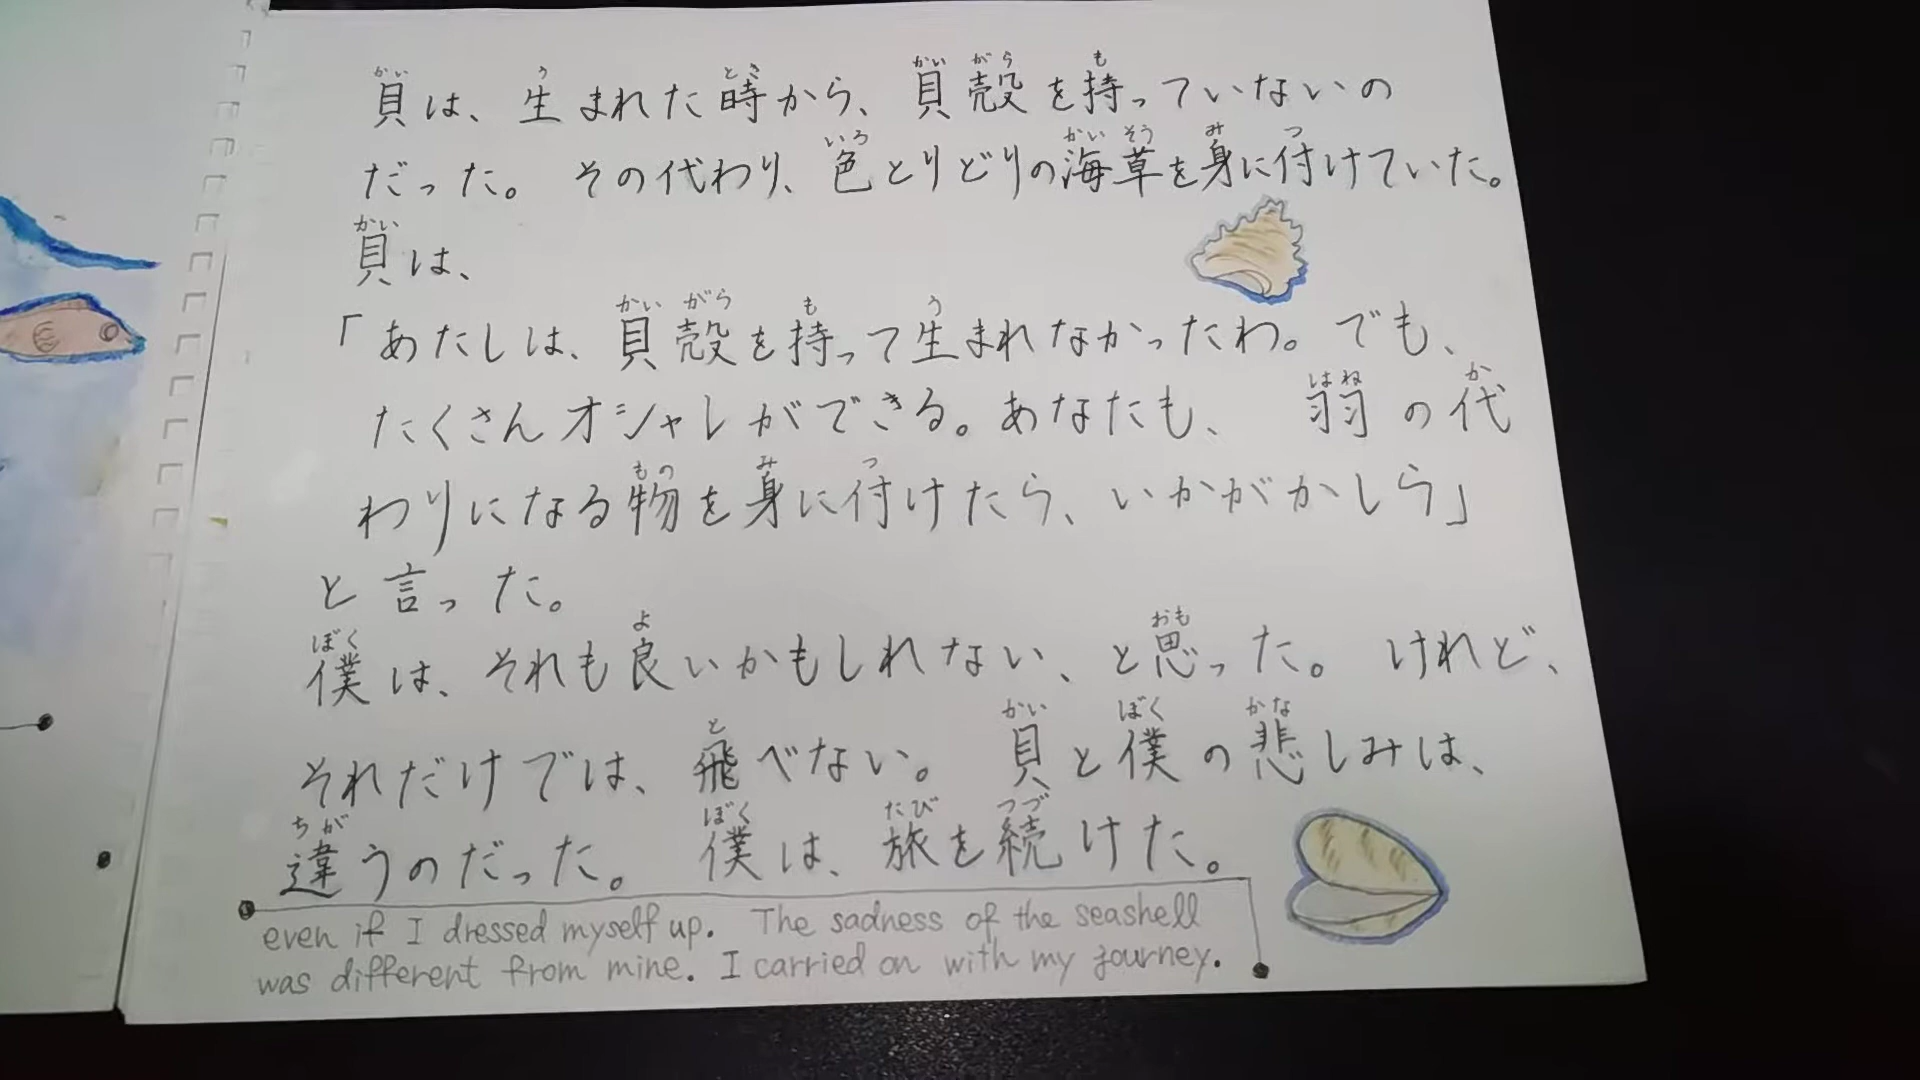 貝は、生まれた時から、貝殻を持っていないの
だった。その代わり、色とりどりの海草を身に付けていた。
貝は、
「あたしは、貝殻を持って生まれなかったわ。でも、
たくさんオシャレができる。あなたも、羽の代
わりになる物を身に付けたら、いかがかしら」
と言った。
僕は、それも良いかもしれない、と思った。けれど、
それだけでは、飛べない。貝と僕の悲しみは、
違うのだった。僕は、旅を続けた。
even if I dressed myself up. The sadness of the seashell
was different from mine. I carried on with my journey.